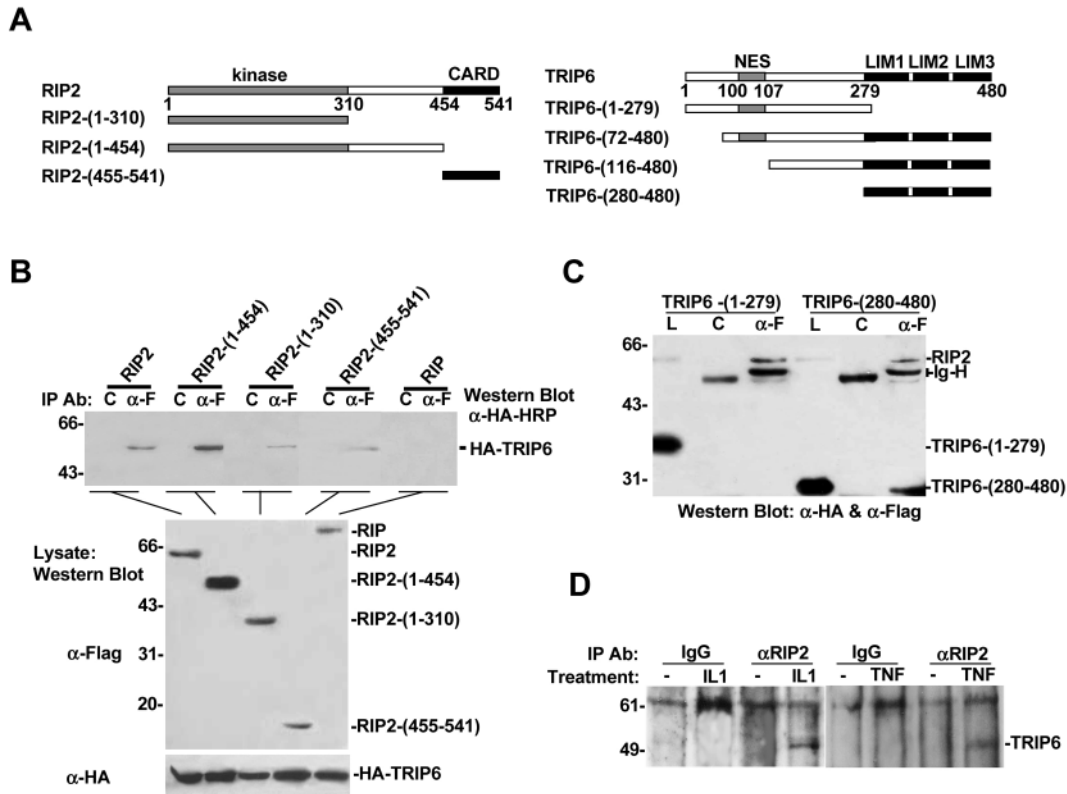 A
kinase CARD
RIP2
1 310 454 541
RIP2-(1-310)
RIP2-(1-454)
RIP2-(455-541)
NES LIM1 LIM2 LIM3
TRIP6
1 100 107 279 480
TRIP6-(1-279)
TRIP6-(72-480)
TRIP6-(116-480)
TRIP6-(280-480)
B
RIP2 RIP2-(1-454) RIP2-(1-310) RIP2-(455-541) RIP
IP Ab: C α-F C α-F C α-F C α-F C α-F
Western Blot
α-HA-HRP
66-
-HA-TRIP6
43-
Lysate:
Western Blot
α-Flag
66-
43-
31-
20-
-RIP
-RIP2
-RIP2-(1-454)
-RIP2-(1-310)
-RIP2-(455-541)
α-HA -HA-TRIP6
C
TRIP6 -(1-279) TRIP6-(280-480)
L C α-F L C α-F
66-
43-
31-
-RIP2
-Ig-H
-TRIP6-(1-279)
-TRIP6-(280-480)
Western Blot: α-HA & α-Flag
D
IP Ab: IgG αRIP2 IgG αRIP2
Treatment: - IL1 - IL1 - TNF - TNF
61-
49-
-TRIP6